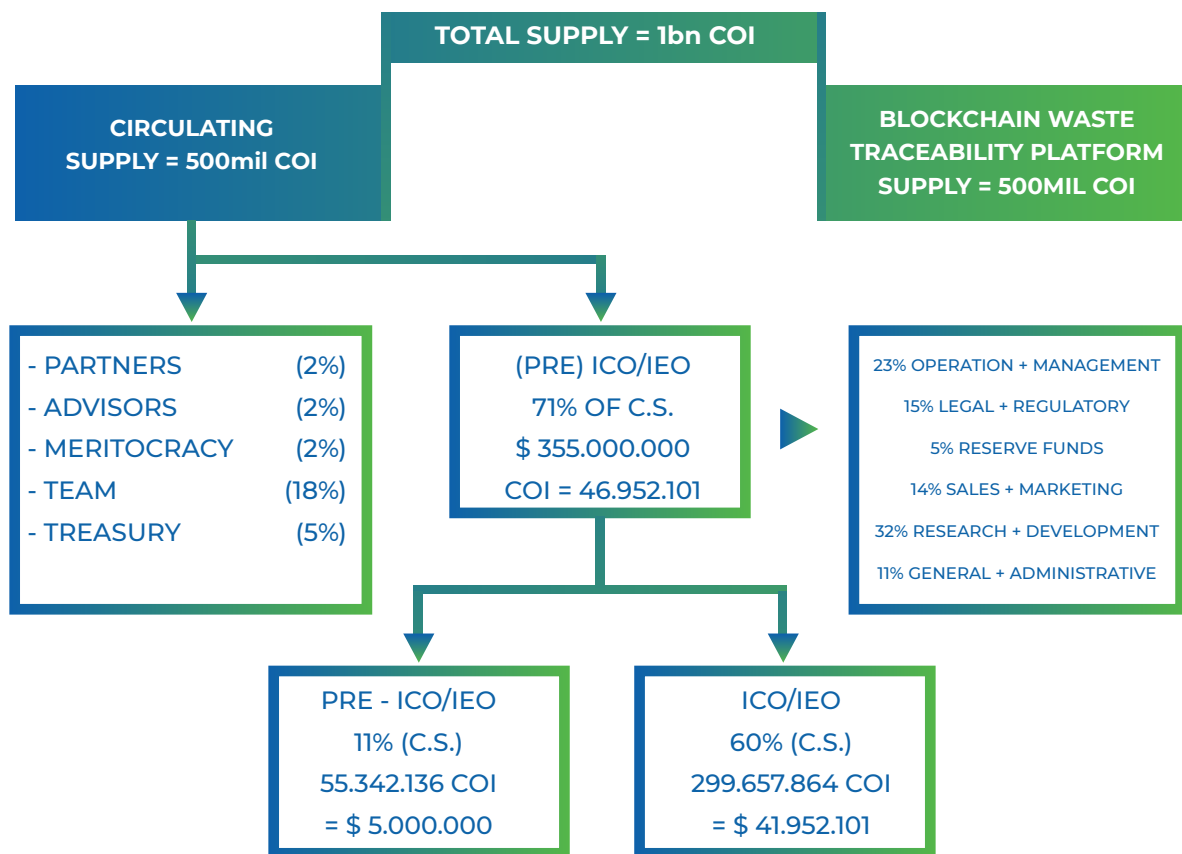 TOTAL SUPPLY = 1bn COI
CIRCULATING
SUPPLY = 500mil COI
BLOCKCHAIN WASTE
TRACEABILITY PLATFORM
SUPPLY = 500MIL COI
- PARTNERS (2%)
- ADVISORS (2%)
- MERITOCRACY (2%)
- TEAM (18%)
- TREASURY (5%)
(PRE) ICO/IEO
71% OF C.S.
$ 355.000.000
COI = 46.952.101
23% OPERATION + MANAGEMENT
15% LEGAL + REGULATORY
5% RESERVE FUNDS
14% SALES + MARKETING
32% RESEARCH + DEVELOPMENT
11% GENERAL + ADMINISTRATIVE
PRE - ICO/IEO
11% (C.S.)
55.342.136 COI
= $ 5.000.000
ICO/IEO
60% (C.S.)
299.657.864 COI
= $ 41.952.101